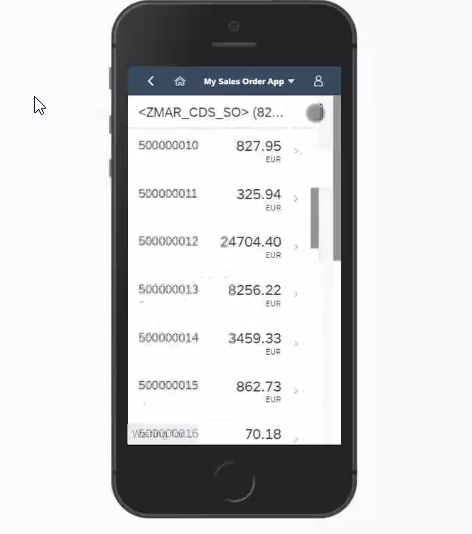 My Sales Order App
<ZMAR_CDS_SO> (82...
500000010 827.95
EUR
500000011 325.94
EUR
500000012 24704.40
EUR
500000013 8256.22
EUR
500000014 3459.33
EUR
500000015 862.73
EUR
500000016 70.18